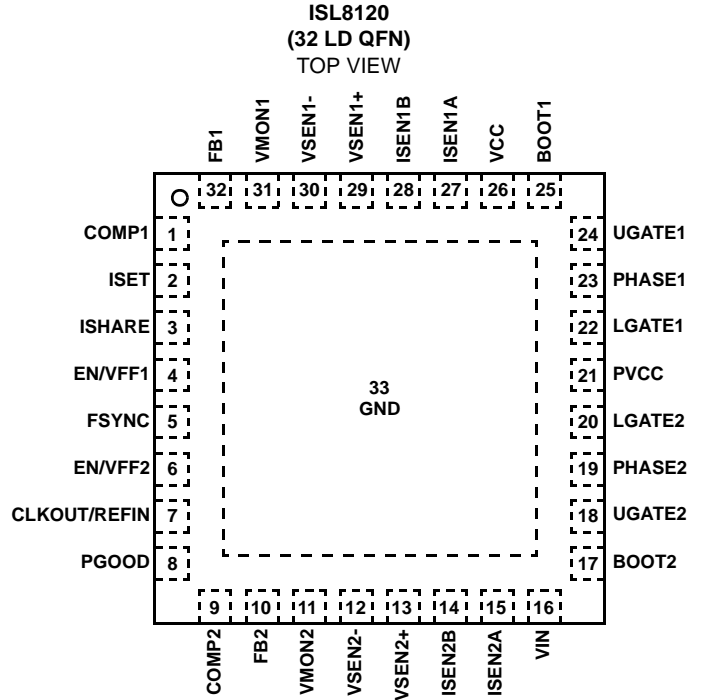 ISL8120
(32 LD QFN)
TOP VIEW
FB1
VMON1
VSEN1-
VSEN1+
ISEN1B
ISEN1A
VCC
BOOT1
32 31 30 29 28 27 26 25
COMP1 1
ISET 2
ISHARE 3
EN/VFF1 4
FSYNC 5
EN/VFF2 6
CLKOUT/REFIN 7
PGOOD 8
33
GND
24 UGATE1
23 PHASE1
22 LGATE1
21 PVCC
20 LGATE2
19 PHASE2
18 UGATE2
17 BOOT2
9 10 11 12 13 14 15 16
COMP2
FB2
VMON2
VSEN2-
VSEN2+
ISEN2B
ISEN2A
VIN